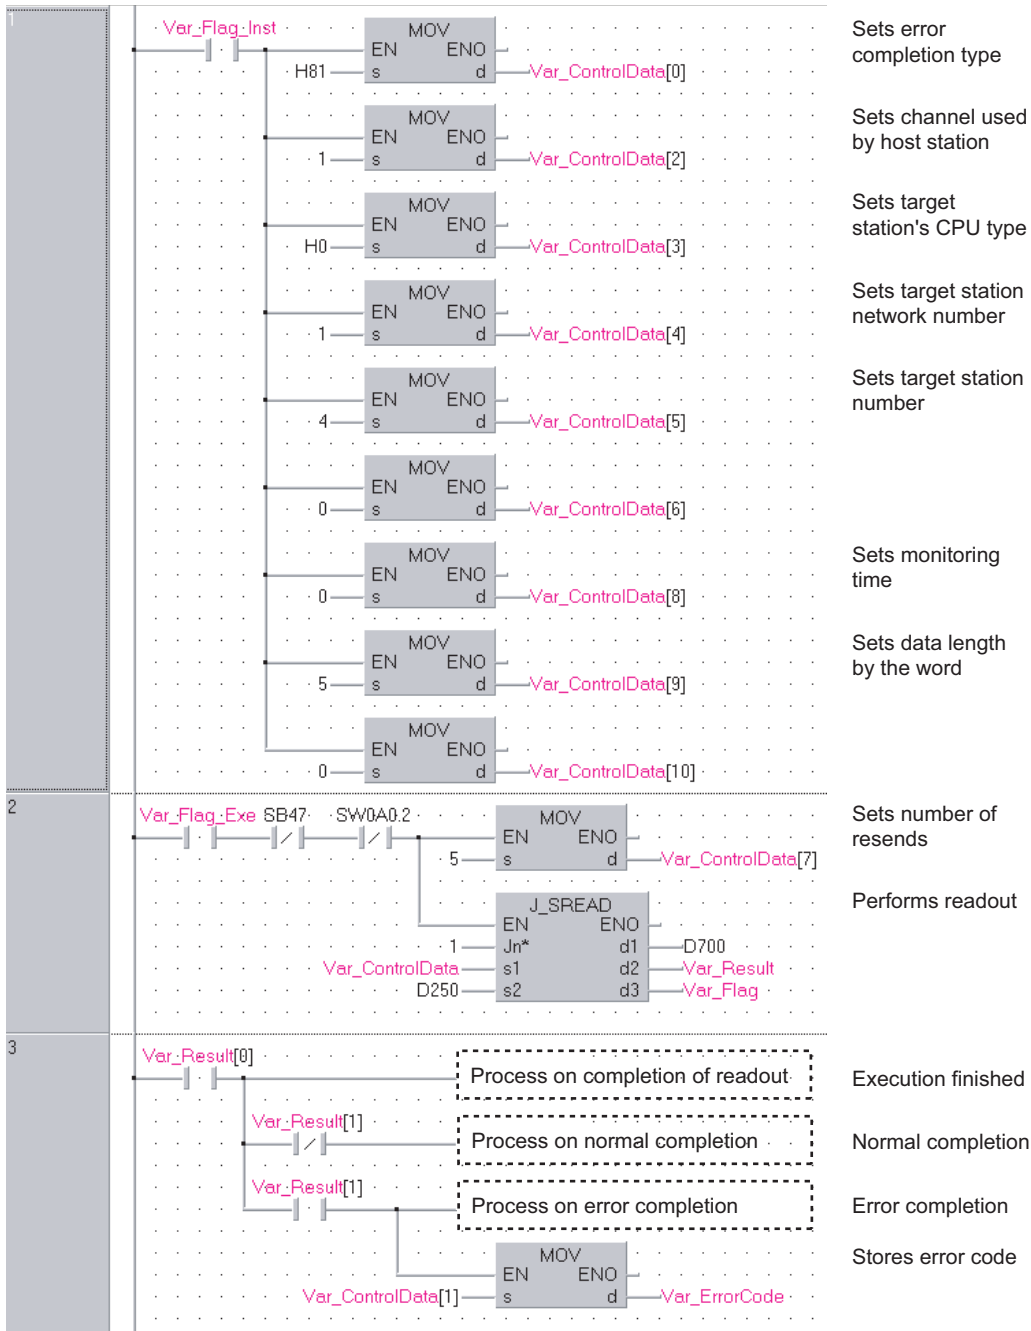 1
Var_Flag_Inst
MOV
EN ENO
H81 s d Var_ControlData[0]
Sets error
completion type
MOV
EN ENO
1 s d Var_ControlData[2]
Sets channel used
by host station
MOV
EN ENO
H0 s d Var_ControlData[3]
Sets target
station's CPU type
MOV
EN ENO
1 s d Var_ControlData[4]
Sets target station
network number
MOV
EN ENO
4 s d Var_ControlData[5]
Sets target station
number
MOV
EN ENO
0 s d Var_ControlData[6]
MOV
EN ENO
0 s d Var_ControlData[8]
Sets monitoring
time
MOV
EN ENO
5 s d Var_ControlData[9]
Sets data length
by the word
MOV
EN ENO
0 s d Var_ControlData[10]
2
Var_Flag_Exe SB47 SW0A0.2
MOV
EN ENO
5 s d Var_ControlData[7]
Sets number of
resends
J_SREAD
EN ENO
1 Jn* d1 D700
Var_ControlData s1 d2 Var_Result
D250 s2 d3 Var_Flag
Performs readout
3
Var_Result[0]
Process on completion of readout
Execution finished
Var_Result[1]
Process on normal completion
Normal completion
Var_Result[1]
Process on error completion
Error completion
MOV
EN ENO
Var_ControlData[1] s d Var_ErrorCode
Stores error code